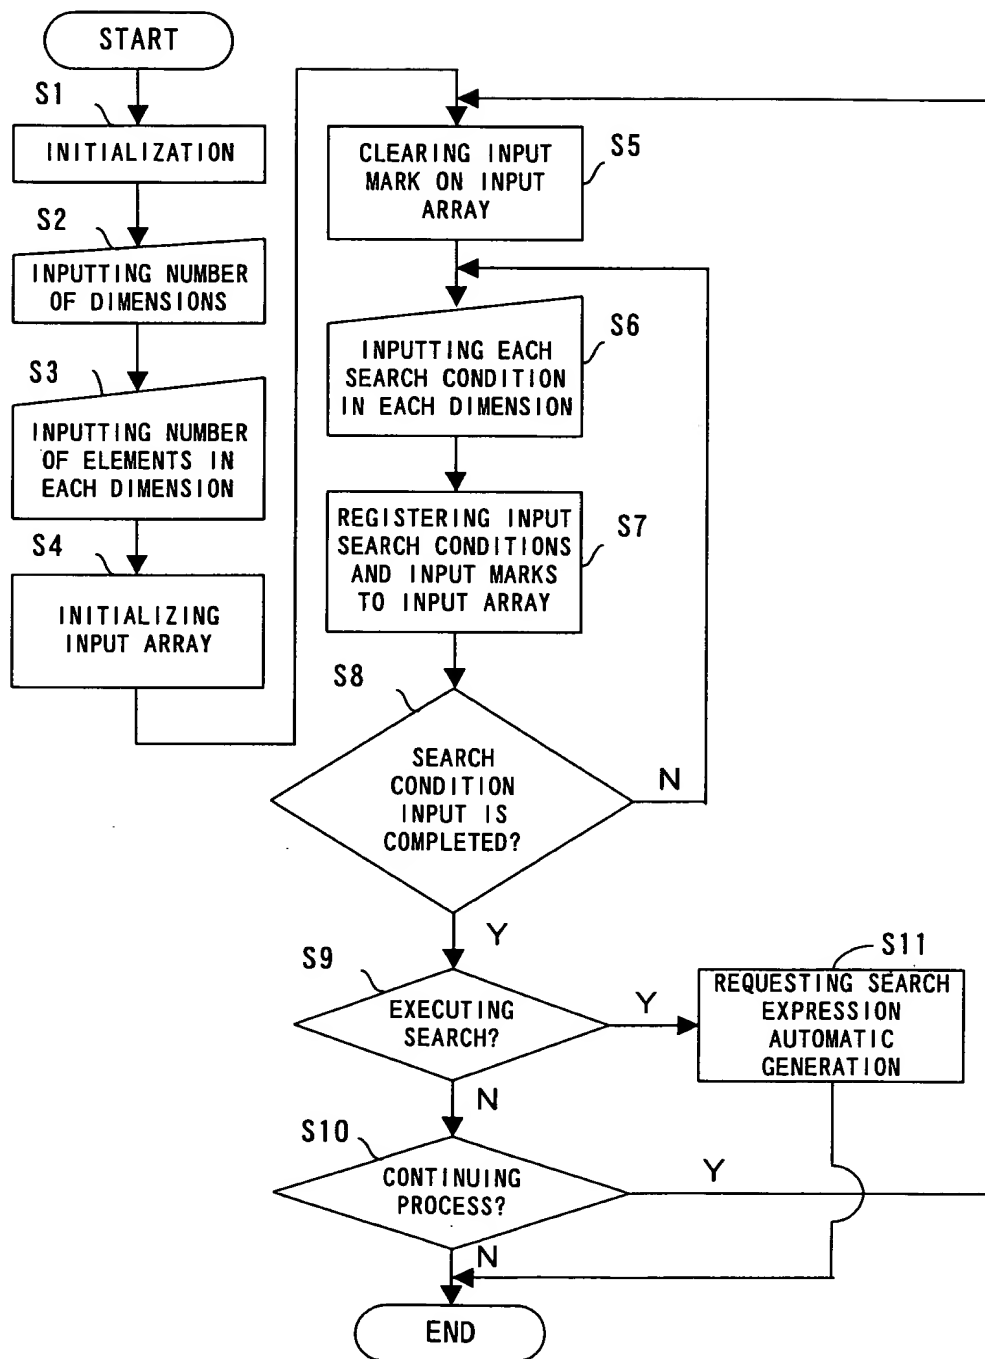 START
S1
INITIALIZATION
S2
INPUTTING NUMBER
OF DIMENSIONS
S3
INPUTTING NUMBER
OF ELEMENTS IN
EACH DIMENSION
S4
INITIALIZING
INPUT ARRAY
CLEARING INPUT
MARK ON INPUT
ARRAY
S5
INPUTTING EACH
SEARCH CONDITION
IN EACH DIMENSION
S6
REGISTERING INPUT
SEARCH CONDITIONS
AND INPUT MARKS
TO INPUT ARRAY
S7
S8
SEARCH
CONDITION
INPUT IS
COMPLETED?
N
Y
S9
EXECUTING
SEARCH?
Y
N
S11
REQUESTING SEARCH
EXPRESSION
AUTOMATIC
GENERATION
S10
CONTINUING
PROCESS?
Y
N
END